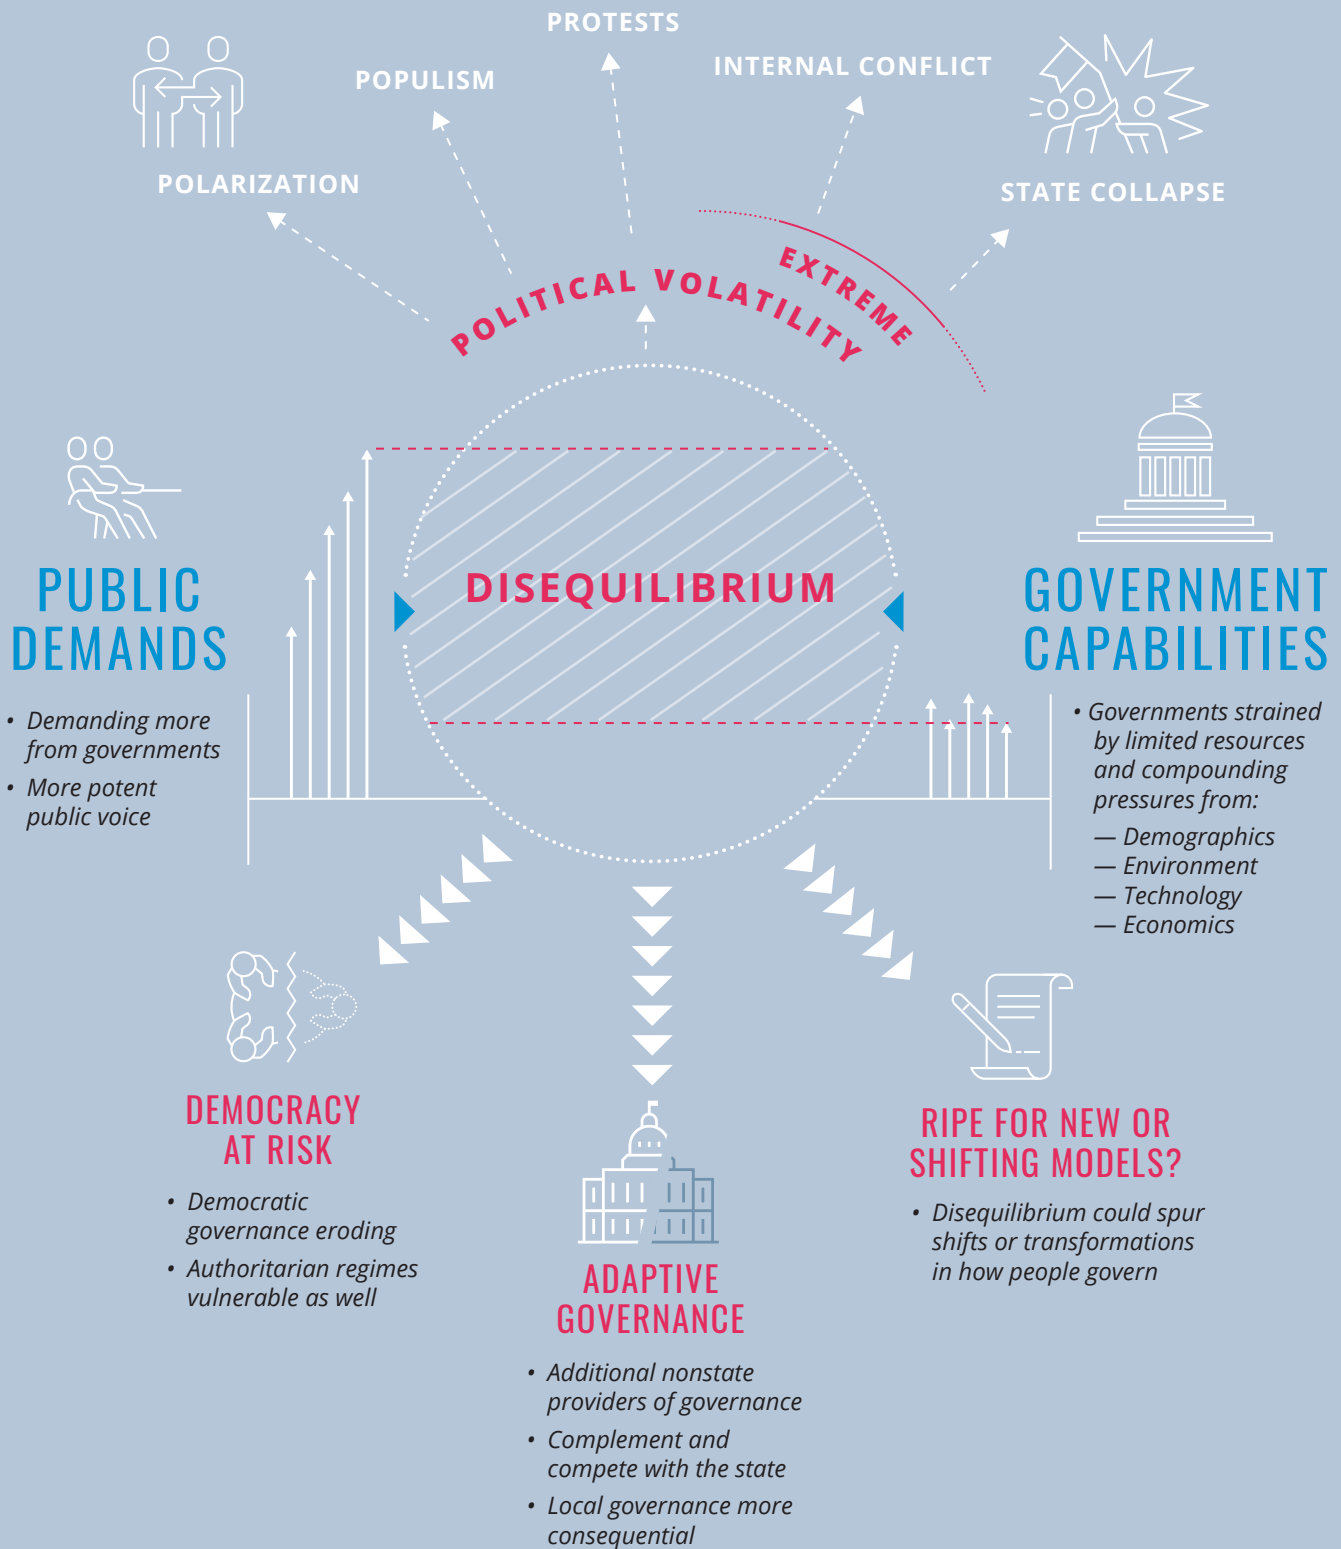 PROTESTS
POPULISM
INTERNAL CONFLICT
POLARIZATION
STATE COLLAPSE
POLITICAL VOLATILITY
EXTREME
DISEQUILIBRIUM
PUBLIC
DEMANDS
• Demanding more
from governments
• More potent
public voice
GOVERNMENT
CAPABILITIES
• Governments strained
by limited resources
and compounding
pressures from:
— Demographics
— Environment
— Technology
— Economics
DEMOCRACY
AT RISK
• Democratic
governance eroding
• Authoritarian regimes
vulnerable as well
ADAPTIVE
GOVERNANCE
• Additional nonstate
providers of governance
• Complement and
compete with the state
• Local governance more
consequential
RIPE FOR NEW OR
SHIFTING MODELS?
• Disequilibrium could spur
shifts or transformations
in how people govern